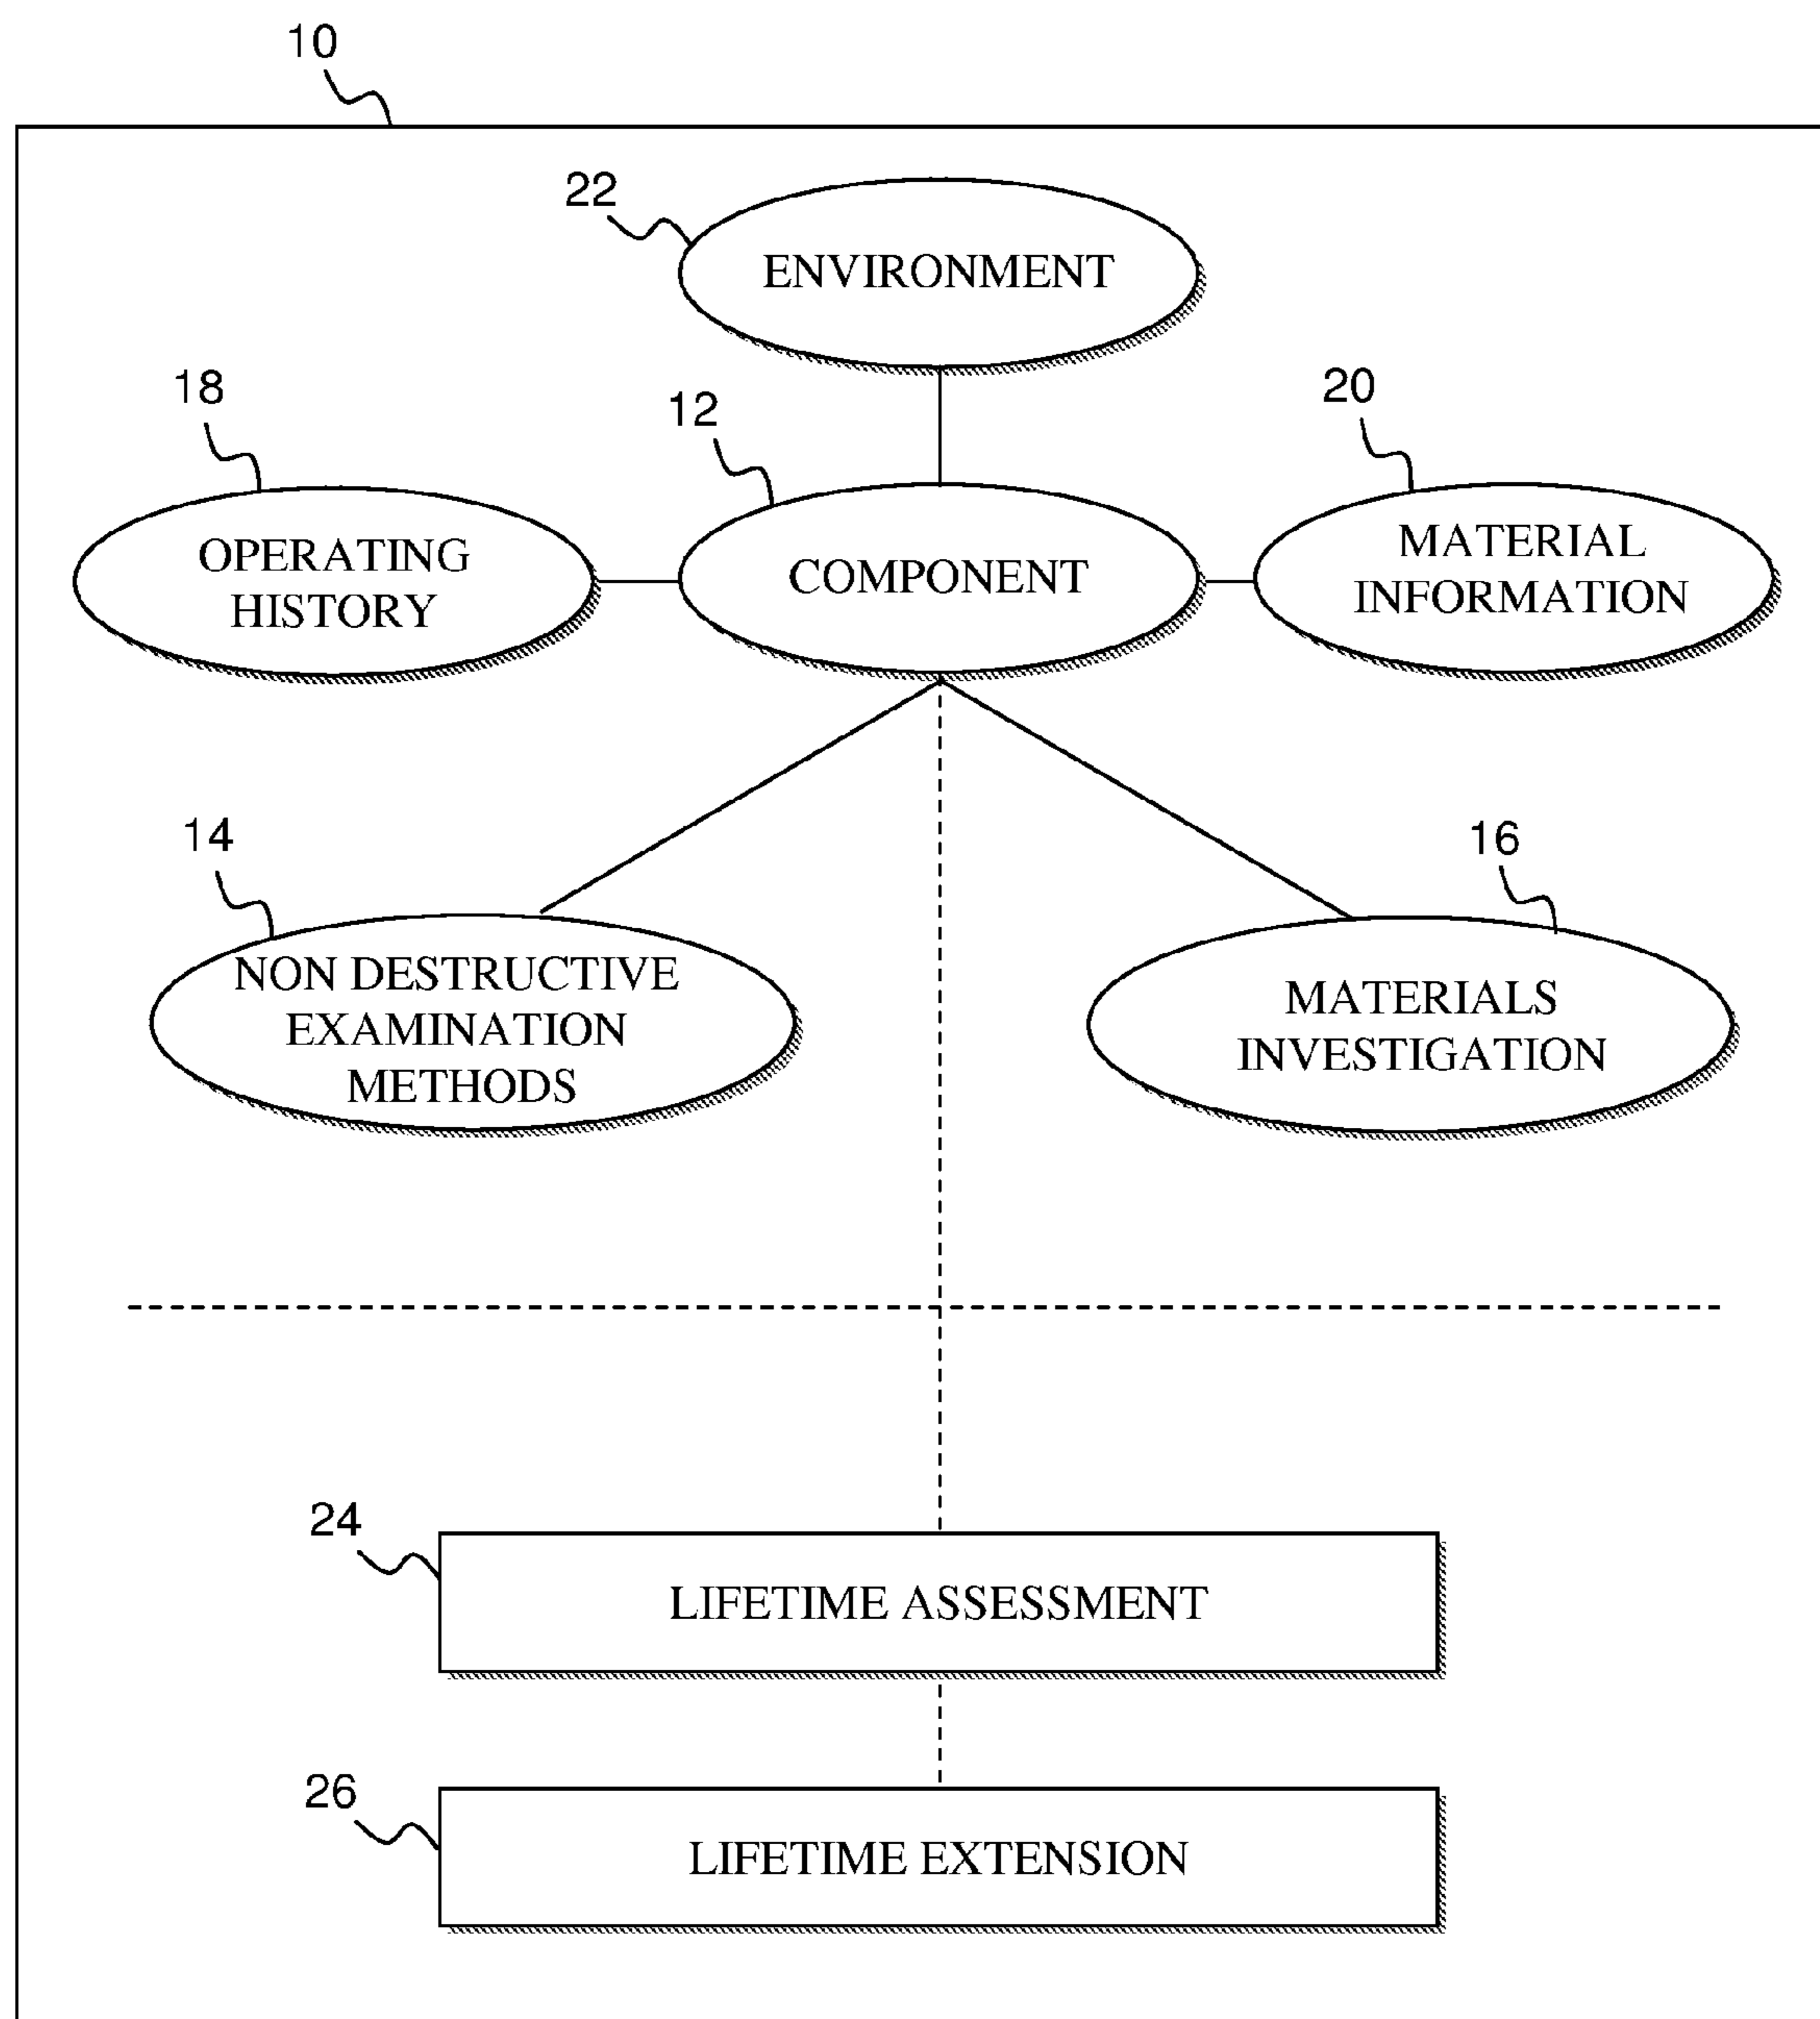 10
22
ENVIRONMENT
18
12
20
OPERATING
HISTORY
COMPONENT
MATERIAL
INFORMATION
14
16
NON DESTRUCTIVE
EXAMINATION
METHODS
MATERIALS
INVESTIGATION
24
LIFETIME ASSESSMENT
26
LIFETIME EXTENSION